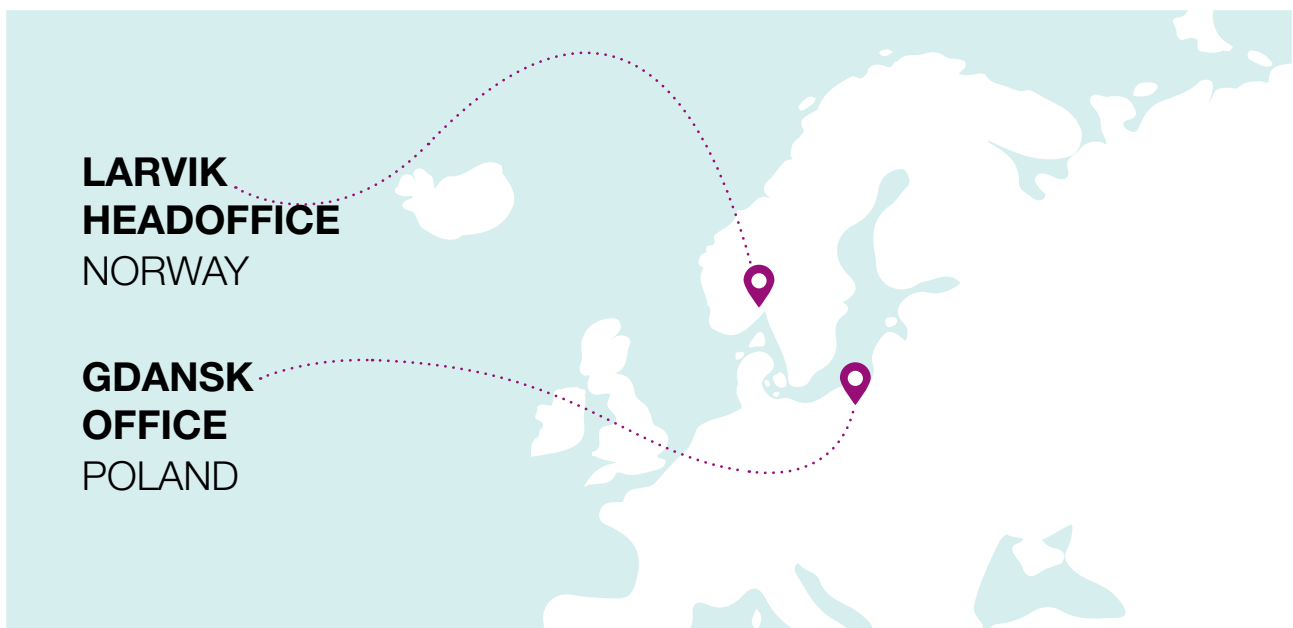 LARVIK
HEADOFFICE
NORWAY
GDANSK
OFFICE
POLAND